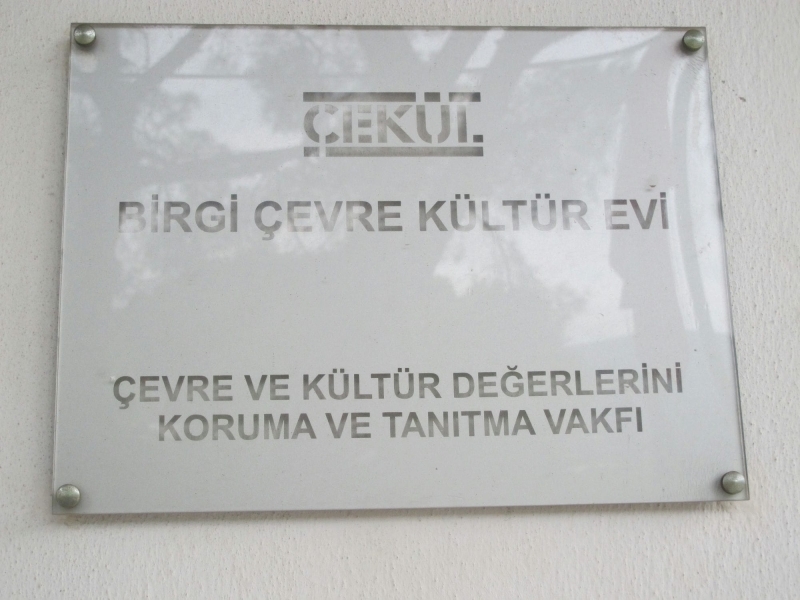 ÇEKÜL
BİRGİ ÇEVRE KÜLTÜR EVİ
ÇEVRE VE KÜLTÜR DEĞERLERİNİ
KORUMA VE TANITMA VAKFI